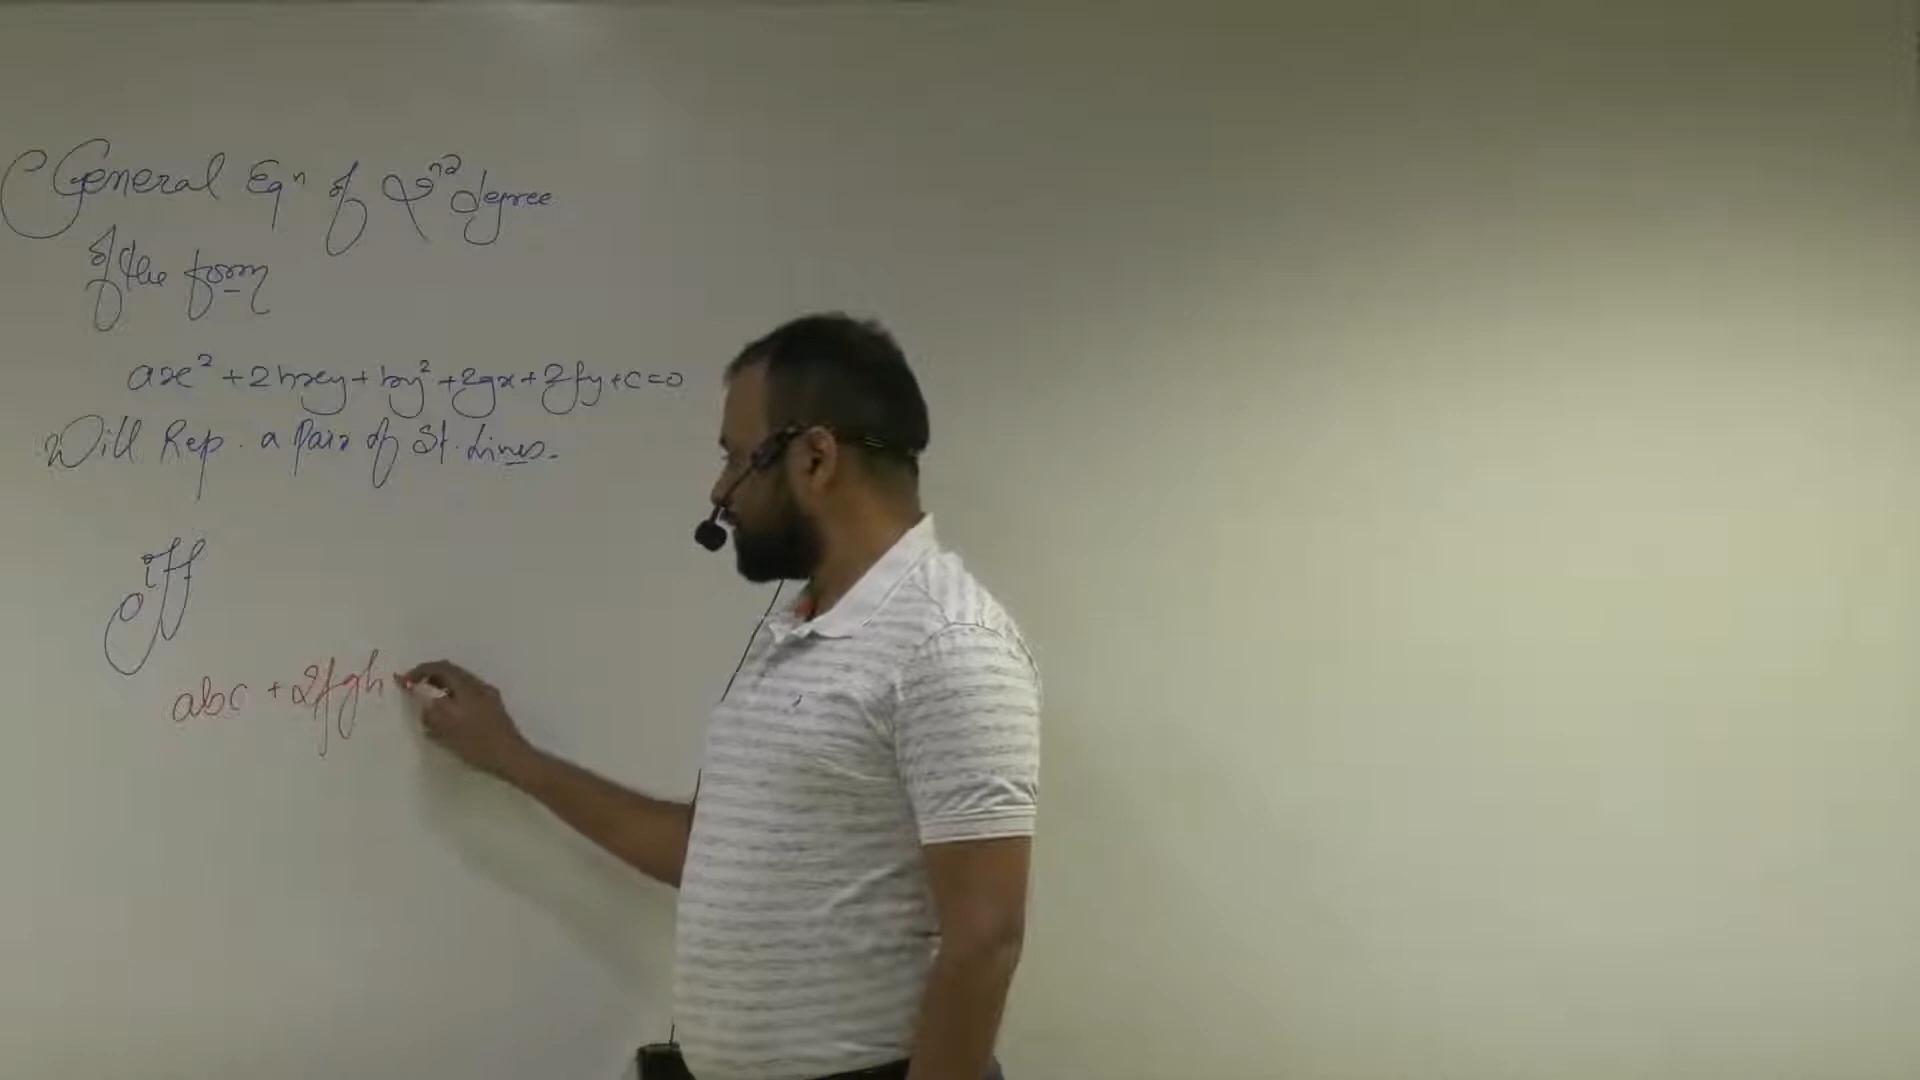 General Eqⁿ of 2ⁿᵈ degree
of the form
ax² + 2hxy + by² + 2gx + 2fy + c = 0
Will Rep. a Pair of St. Lines.
iff
abc + 2fgh